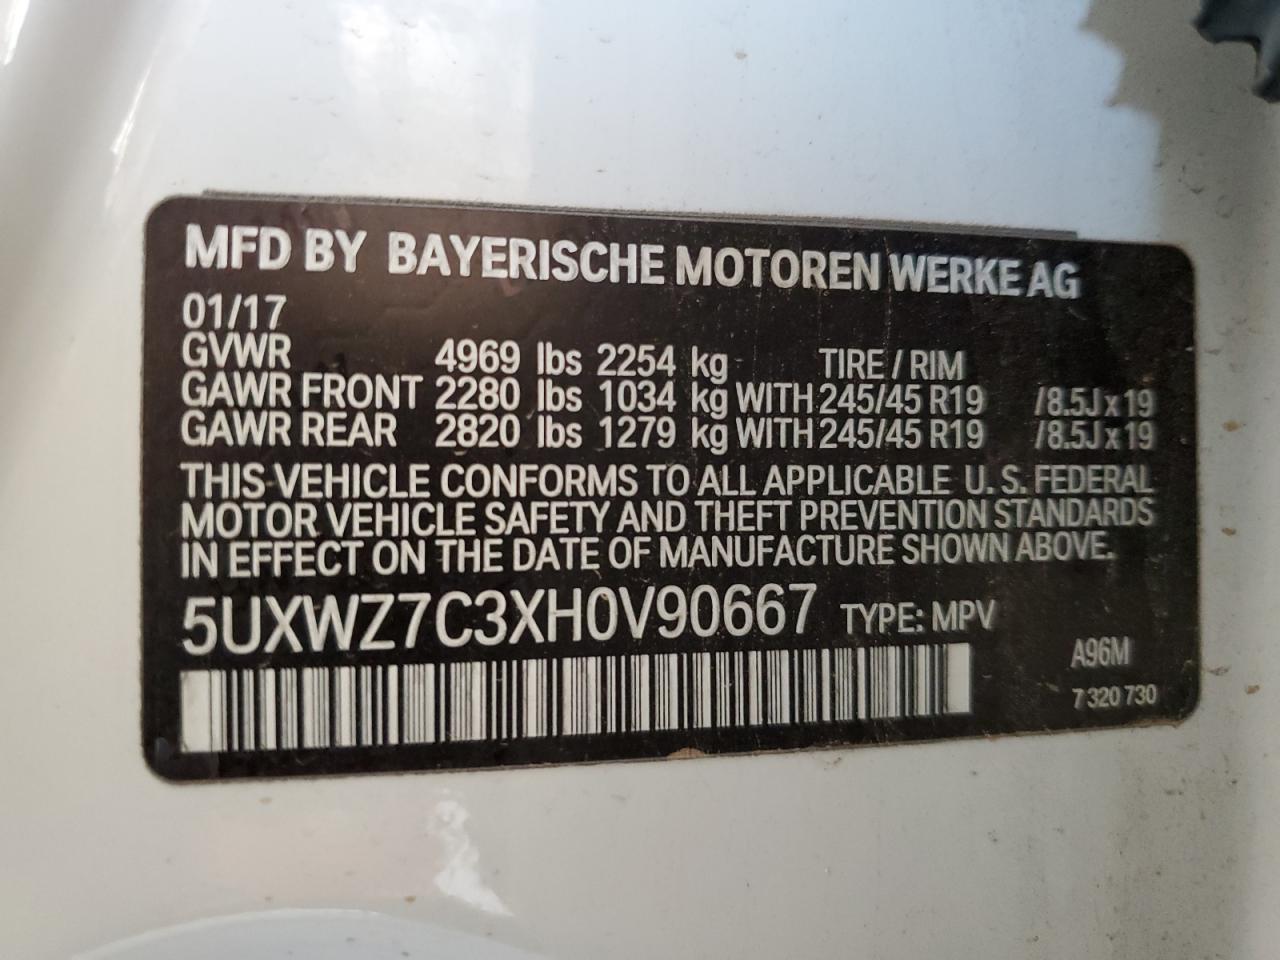 MFD BY BAYERISCHE MOTOREN WERKE AG
01/17
GVWR 4969 lbs 2254 kg TIRE / RIM
GAWR FRONT 2280 lbs 1034 kg WITH 245/45 R19 /8.5J x 19
GAWR REAR 2820 lbs 1279 kg WITH 245/45 R19 /8.5J x 19
THIS VEHICLE CONFORMS TO ALL APPLICABLE U. S. FEDERAL
MOTOR VEHICLE SAFETY AND THEFT PREVENTION STANDARDS
IN EFFECT ON THE DATE OF MANUFACTURE SHOWN ABOVE.
5UXWZ7C3XH0V90667 TYPE: MPV
A96M
7 320 730